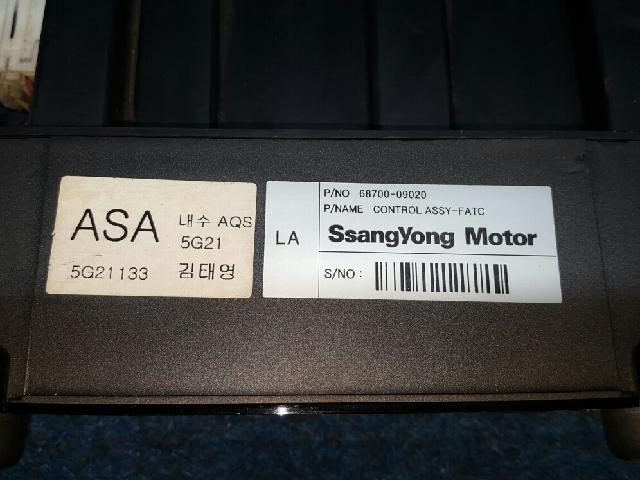 ASA 내수 AQS
5G21
5G21133 김태영
LA
P/NO 68700-09020
P/NAME CONTROL ASSY-FATC
SsangYong Motor
S/NO :